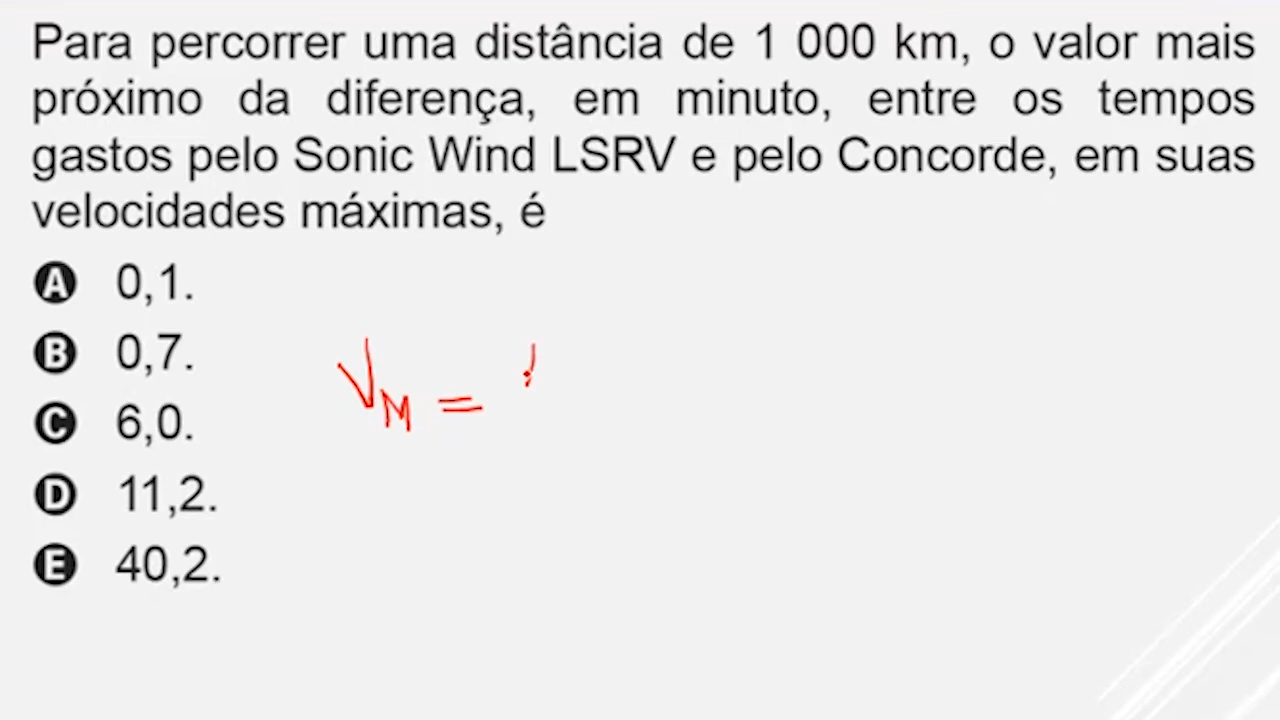 Para percorrer uma distância de 1 000 km, o valor mais
próximo da diferença, em minuto, entre os tempos
gastos pelo Sonic Wind LSRV e pelo Concorde, em suas
velocidades máximas, é
A 0,1.
B 0,7.
C 6,0.
D 11,2.
E 40,2.
VM =